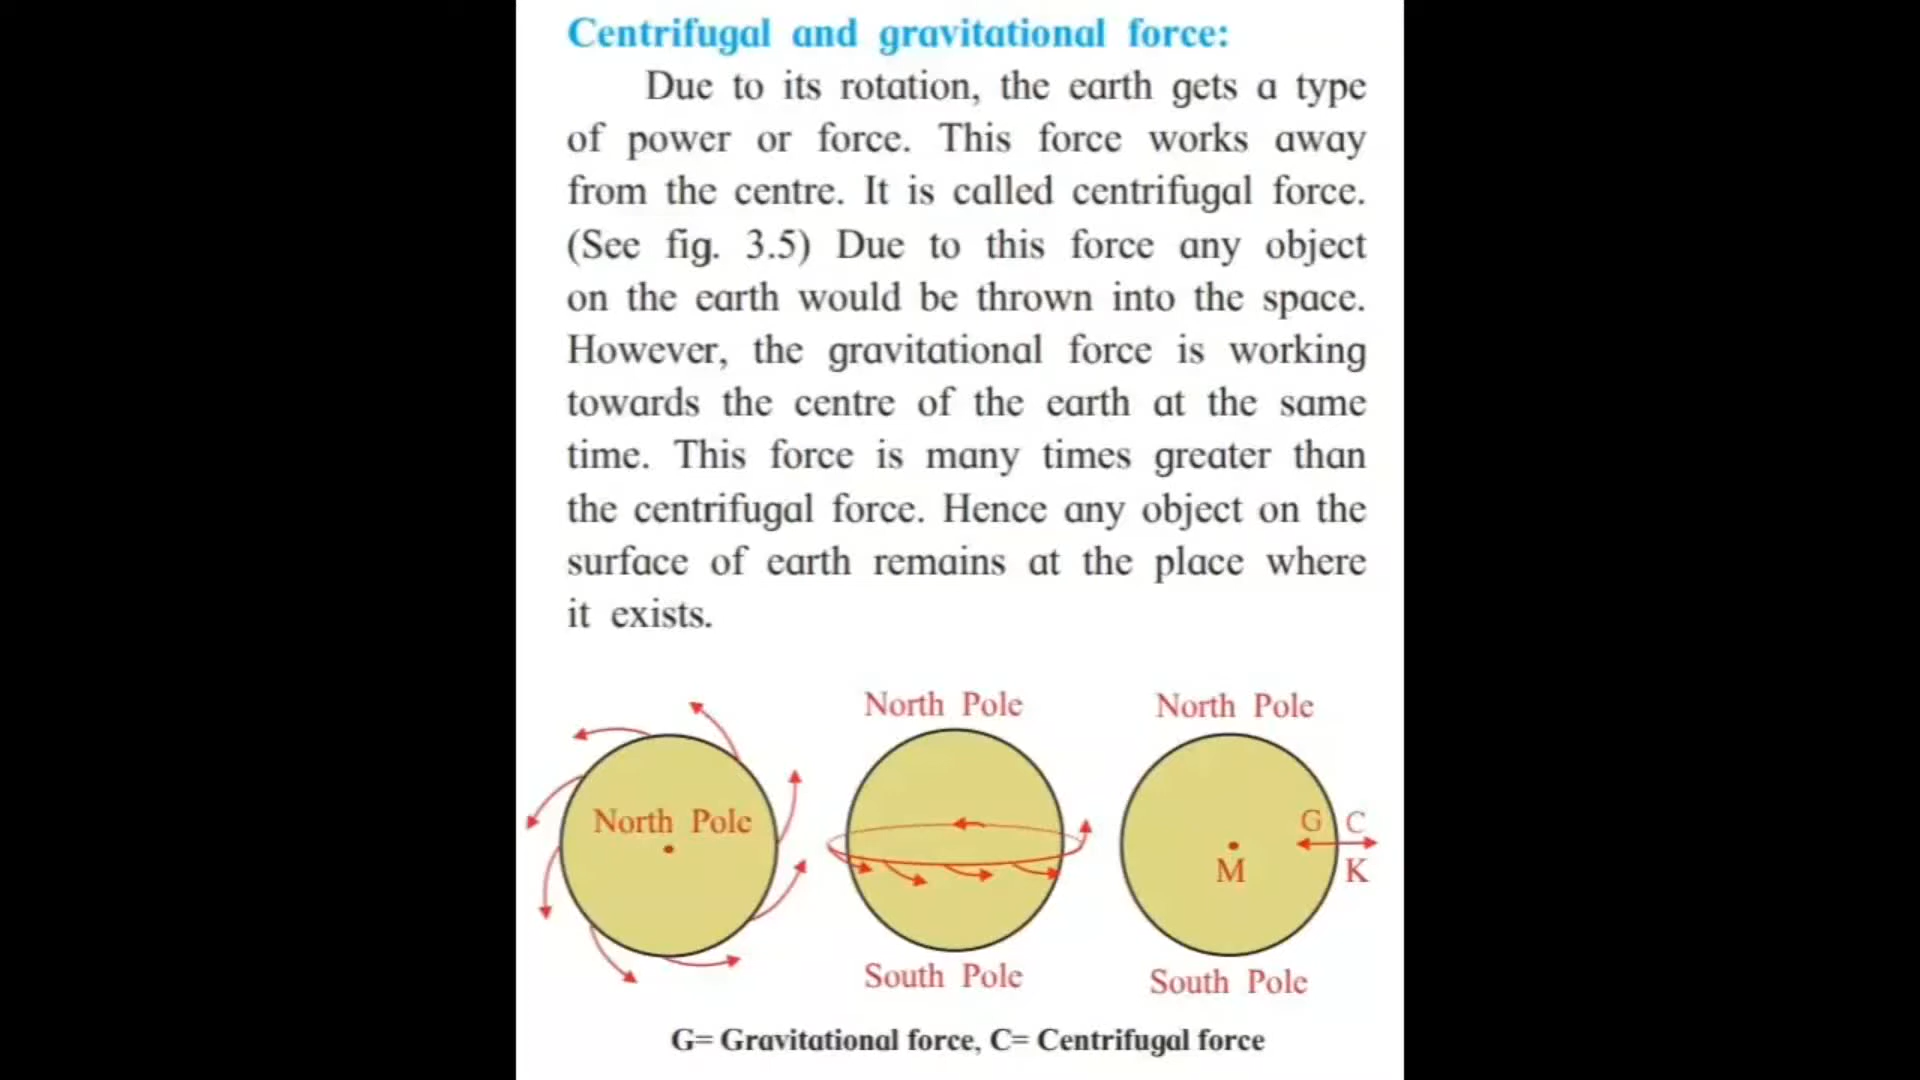 Centrifugal and gravitational force:
Due to its rotation, the earth gets a type
of power or force. This force works away
from the centre. It is called centrifugal force.
(See fig. 3.5) Due to this force any object
on the earth would be thrown into the space.
However, the gravitational force is working
towards the centre of the earth at the same
time. This force is many times greater than
the centrifugal force. Hence any object on the
surface of earth remains at the place where
it exists.
North Pole
North Pole
South Pole
North Pole
G C
M K
South Pole
G= Gravitational force, C= Centrifugal force